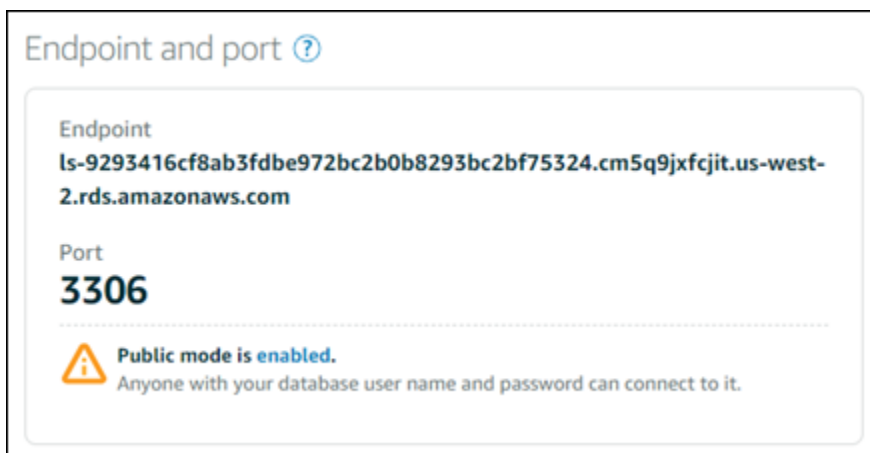 Endpoint and port ?
Endpoint
ls-9293416cf8ab3fdbe972bc2b0b8293bc2bf75324.cm5q9jxfcjit.us-west-
2.rds.amazonaws.com
Port
3306
Public mode is enabled.
Anyone with your database user name and password can connect to it.